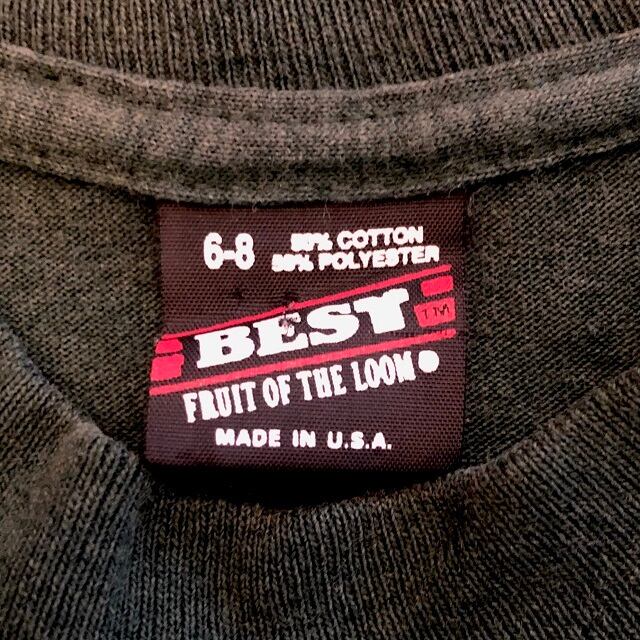 6-8
50% COTTON
50% POLYESTER
BEST
TM
FRUIT OF THE LOOM
MADE IN U.S.A.